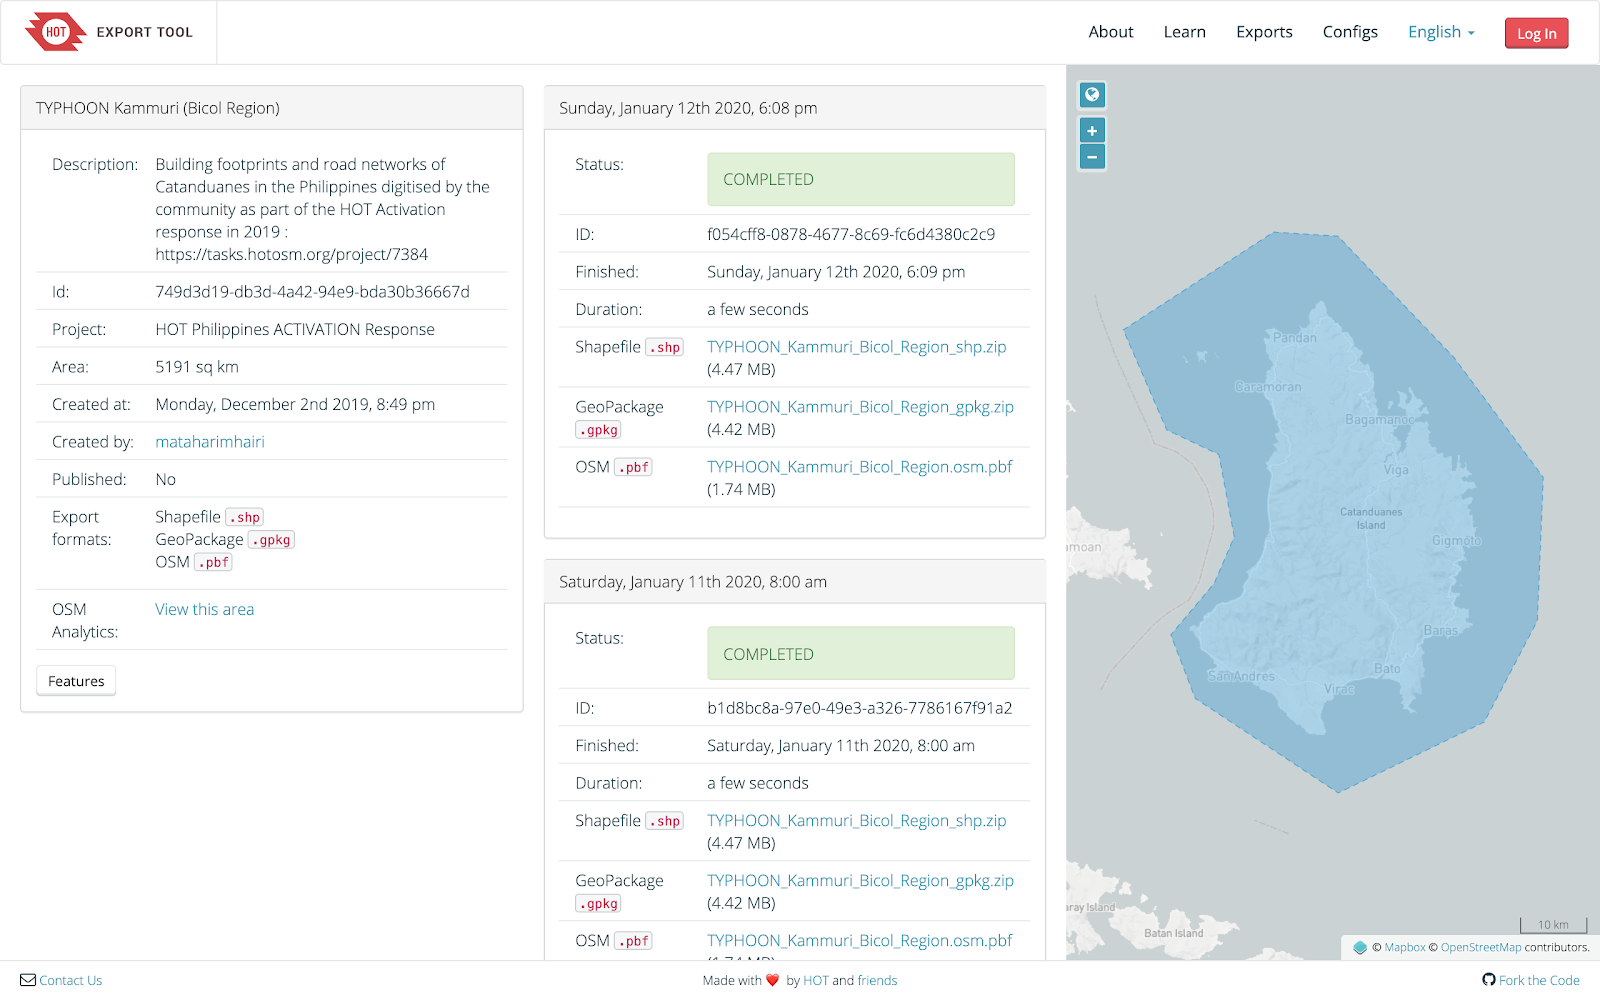 HOT EXPORT TOOL
About Learn Exports Configs English Log In
TYPHOON Kammuri (Bicol Region)
Description: Building footprints and road networks of
Catanduanes in the Philippines digitised by the
community as part of the HOT Activation
response in 2019 :
https://tasks.hotosm.org/project/7384
Id: 749d3d19-db3d-4a42-94e9-bda30b36667d
Project: HOT Philippines ACTIVATION Response
Area: 5191 sq km
Created at: Monday, December 2nd 2019, 8:49 pm
Created by: mataharimhairi
Published: No
Export formats: Shapefile .shp
GeoPackage .gpkg
OSM .pbf
OSM Analytics: View this area
Features
Sunday, January 12th 2020, 6:08 pm
Status: COMPLETED
ID: f054cff8-0878-4677-8c69-fc6d4380c2c9
Finished: Sunday, January 12th 2020, 6:09 pm
Duration: a few seconds
Shapefile .shp TYPHOON_Kammuri_Bicol_Region_shp.zip
(4.47 MB)
GeoPackage .gpkg TYPHOON_Kammuri_Bicol_Region_gpkg.zip
(4.42 MB)
OSM .pbf TYPHOON_Kammuri_Bicol_Region.osm.pbf
(1.74 MB)
Saturday, January 11th 2020, 8:00 am
Status: COMPLETED
ID: b1d8bc8a-97e0-49e3-a326-7786167f91a2
Finished: Saturday, January 11th 2020, 8:00 am
Duration: a few seconds
Shapefile .shp TYPHOON_Kammuri_Bicol_Region_shp.zip
(4.47 MB)
GeoPackage .gpkg TYPHOON_Kammuri_Bicol_Region_gpkg.zip
(4.42 MB)
OSM .pbf TYPHOON_Kammuri_Bicol_Region.osm.pbf
+
−
Pandan
Caramoran
Bagamanoc
Viga
Catanduanes
Island
Gigmoto
amoan
Baras
Bato
San Andres
Virac
aray Island
Batan Island
10 km
© Mapbox © OpenStreetMap contributors.
Contact Us
Made with ❤ by HOT and friends
Fork the Code